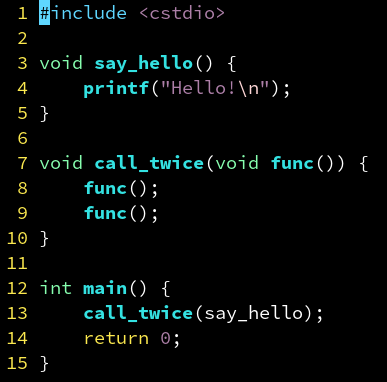 1 #include <cstdio>
2
3 void say_hello() {
4     printf("Hello!\n");
5 }
6
7 void call_twice(void func()) {
8     func();
9     func();
10 }
11
12 int main() {
13     call_twice(say_hello);
14     return 0;
15 }